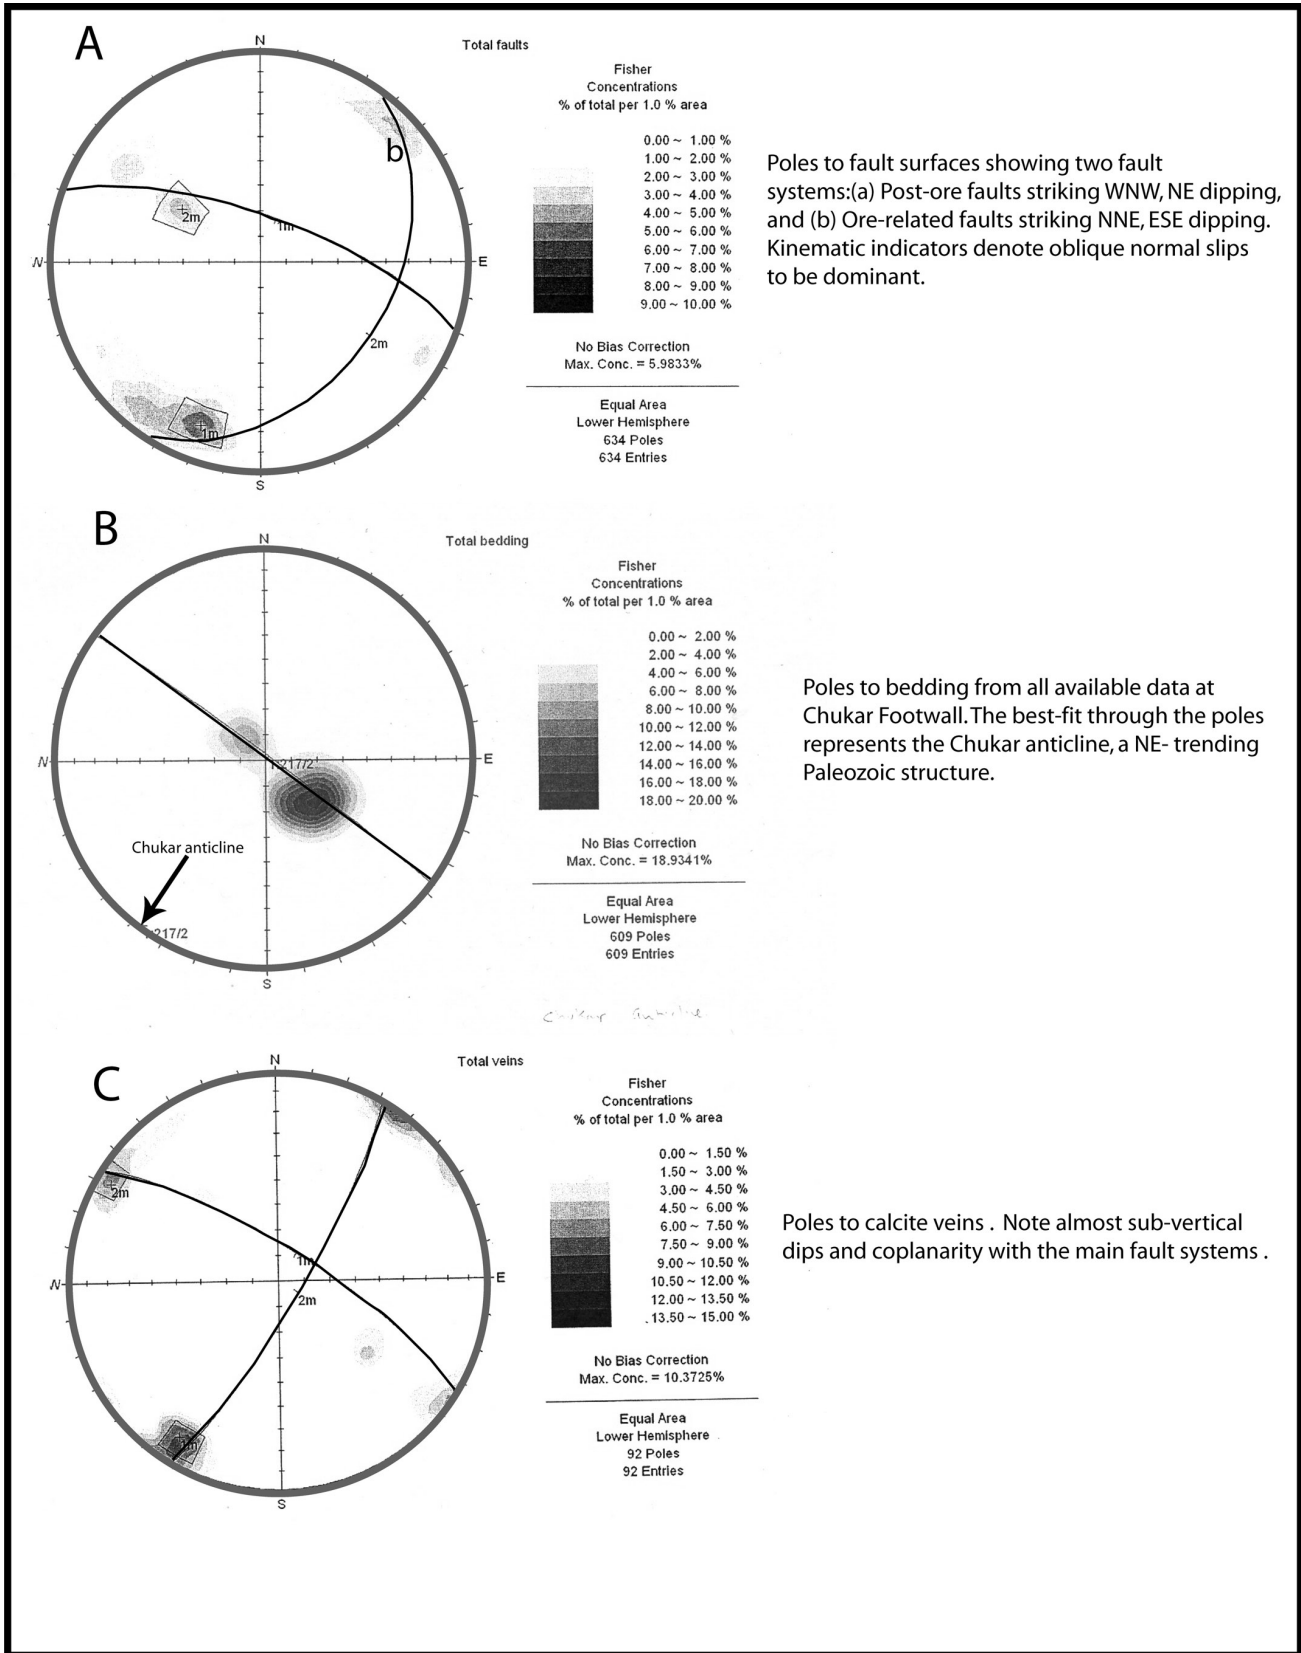 A
N
Total faults
Fisher
Concentrations
% of total per 1.0 % area
0.00 ~ 1.00 %
1.00 ~ 2.00 %
2.00 ~ 3.00 %
3.00 ~ 4.00 %
4.00 ~ 5.00 %
5.00 ~ 6.00 %
6.00 ~ 7.00 %
7.00 ~ 8.00 %
8.00 ~ 9.00 %
9.00 ~ 10.00 %
No Bias Correction
Max. Conc. = 5.9833%
Equal Area
Lower Hemisphere
634 Poles
634 Entries
b
2m
1m
W
E
2m
1m
S
Poles to fault surfaces showing two fault
systems:(a) Post-ore faults striking WNW, NE dipping,
and (b) Ore-related faults striking NNE, ESE dipping.
Kinematic indicators denote oblique normal slips
to be dominant.
B
N
Total bedding
Fisher
Concentrations
% of total per 1.0 % area
0.00 ~ 2.00 %
2.00 ~ 4.00 %
4.00 ~ 6.00 %
6.00 ~ 8.00 %
8.00 ~ 10.00 %
10.00 ~ 12.00 %
12.00 ~ 14.00 %
14.00 ~ 16.00 %
16.00 ~ 18.00 %
18.00 ~ 20.00 %
No Bias Correction
Max. Conc. = 18.9341%
Equal Area
Lower Hemisphere
609 Poles
609 Entries
W
217/2
E
Chukar anticline
217/2
S
Poles to bedding from all available data at
Chukar Footwall. The best-fit through the poles
represents the Chukar anticline, a NE- trending
Paleozoic structure.
Chukar Anticline
C
N
Total veins
Fisher
Concentrations
% of total per 1.0 % area
0.00 ~ 1.50 %
1.50 ~ 3.00 %
3.00 ~ 4.50 %
4.50 ~ 6.00 %
6.00 ~ 7.50 %
7.50 ~ 9.00 %
9.00 ~ 10.50 %
10.50 ~ 12.00 %
12.00 ~ 13.50 %
13.50 ~ 15.00 %
No Bias Correction
Max. Conc. = 10.3725%
Equal Area
Lower Hemisphere
92 Poles
92 Entries
2m
1m
W
E
2m
1m
S
Poles to calcite veins . Note almost sub-vertical
dips and coplanarity with the main fault systems .